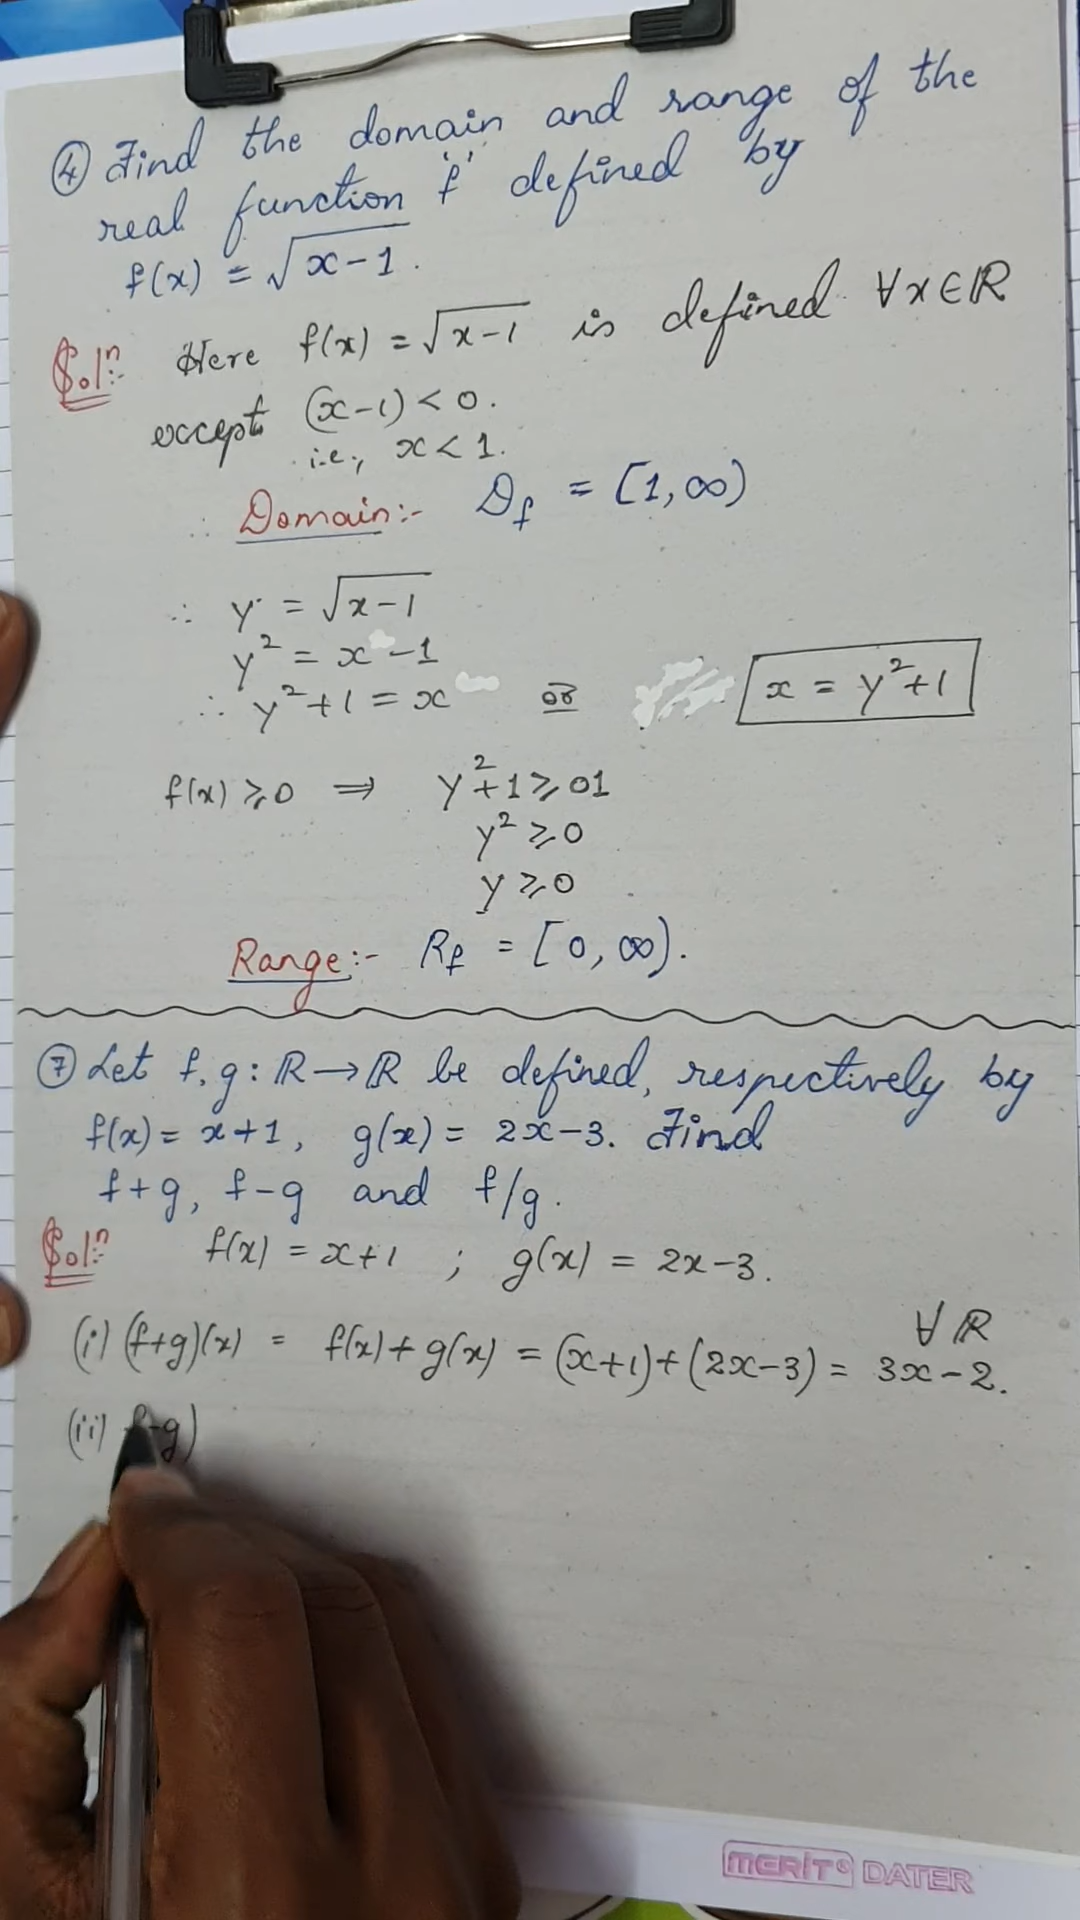 ④ Find the domain and range of the
real function 'f' defined by
f(x) = √(x-1).
Solⁿ:- Here f(x) = √(x-1) is defined ∀x∈ℝ
except (x-1) < 0.
i.e., x < 1.
∴ Domain:- D_f = [1, ∞)
∴ y = √(x-1)
y² = x - 1
∴ y²+1 = x or x = y²+1
f(x) ≥ 0 ⇒ y²+1 ≥ 01
y² ≥ 0
y ≥ 0
Range:- R_f = [0, ∞).
⑦ Let f, g : ℝ→ℝ be defined, respectively by
f(x) = x+1, g(x) = 2x-3. Find
f+g, f-g and f/g.
Solⁿ:- f(x) = x+1 ; g(x) = 2x-3.
∀ ℝ
(i) (f+g)(x) = f(x)+g(x) = (x+1)+(2x-3) = 3x-2.
(ii) f-g)
MERIT DATER